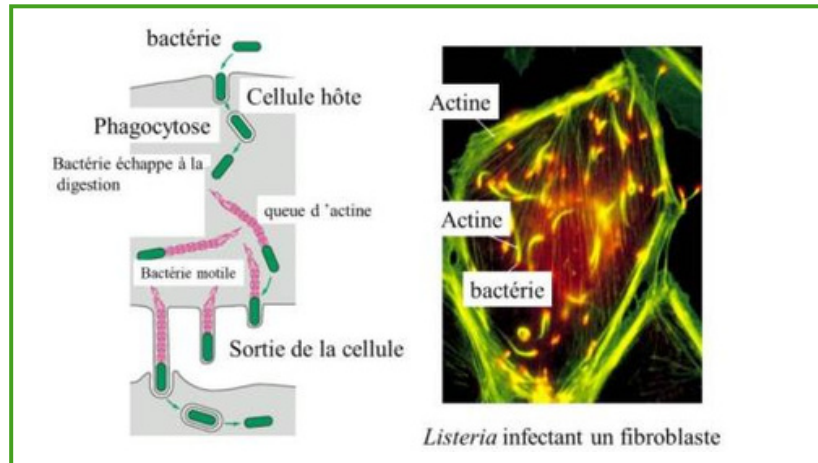 bactérie
Cellule hôte
Phagocytose
Bactérie échappe à la
digestion
queue d ’actine
Bactérie motile
Sortie de la cellule
Actine
Actine
bactérie
Listeria infectant un fibroblaste